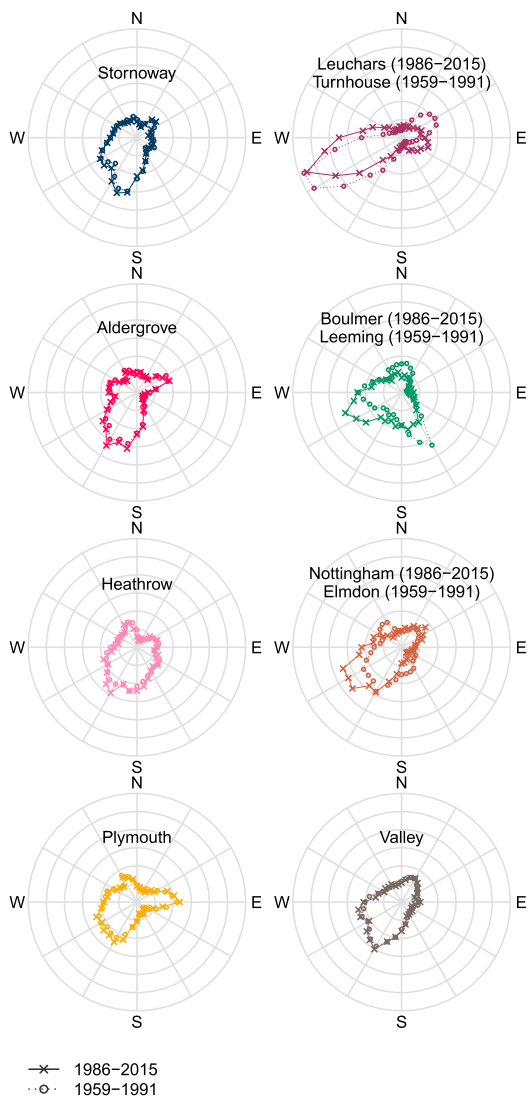 N
Stornoway
W
E
S
Leuchars (1986−2015)
Turnhouse (1959−1991)
W
E
S
N
Aldergrove
W
E
S
N
Boulmer (1986−2015)
Leeming (1959−1991)
W
E
S
N
Heathrow
W
E
S
N
Nottingham (1986−2015)
Elmdon (1959−1991)
W
E
S
N
Plymouth
W
E
S
N
Valley
W
E
S
1986−2015
1959−1991